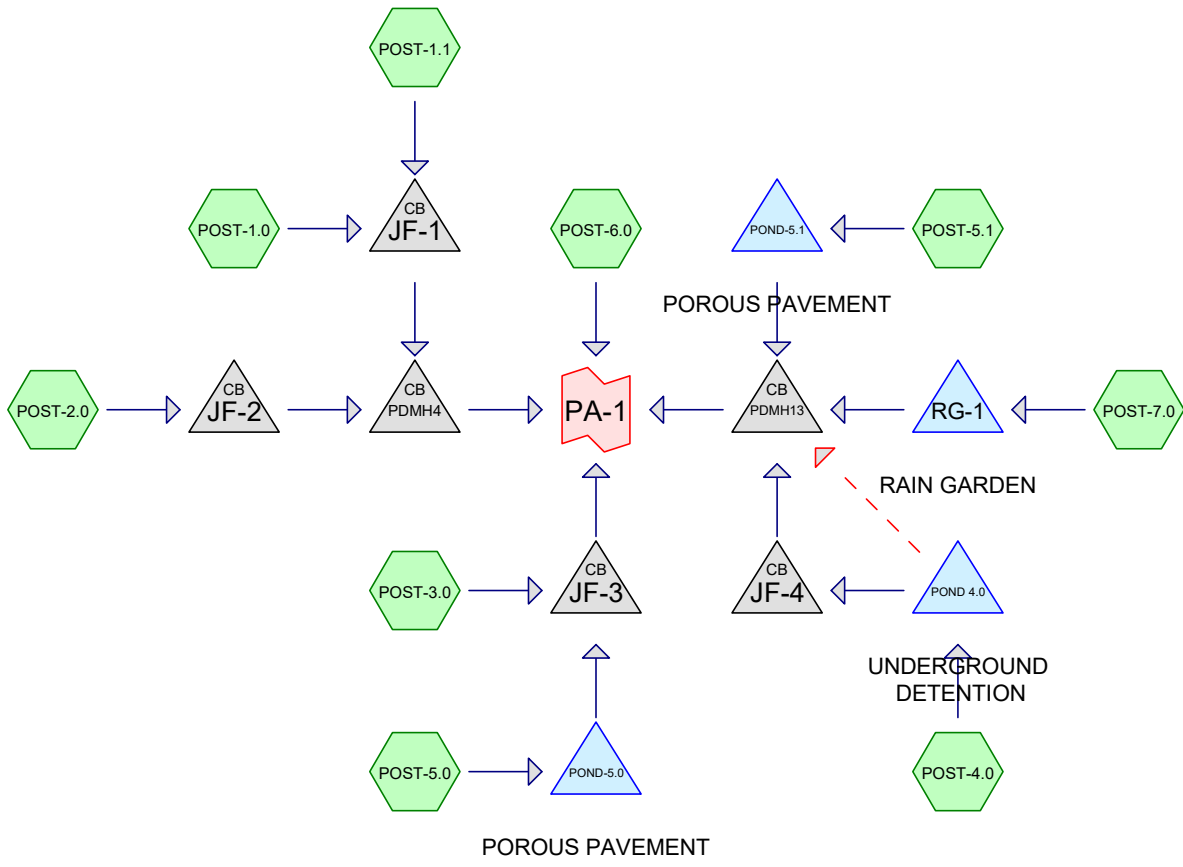 POST-1.1
CB
JF-1
POST-1.0
POST-6.0
POND-5.1
POST-5.1
POROUS PAVEMENT
POST-2.0
CB
JF-2
CB
PDMH4
PA-1
CB
PDMH13
RG-1
POST-7.0
RAIN GARDEN
POST-3.0
CB
JF-3
CB
JF-4
POND 4.0
UNDERGROUND
DETENTION
POST-5.0
POND-5.0
POST-4.0
POROUS PAVEMENT